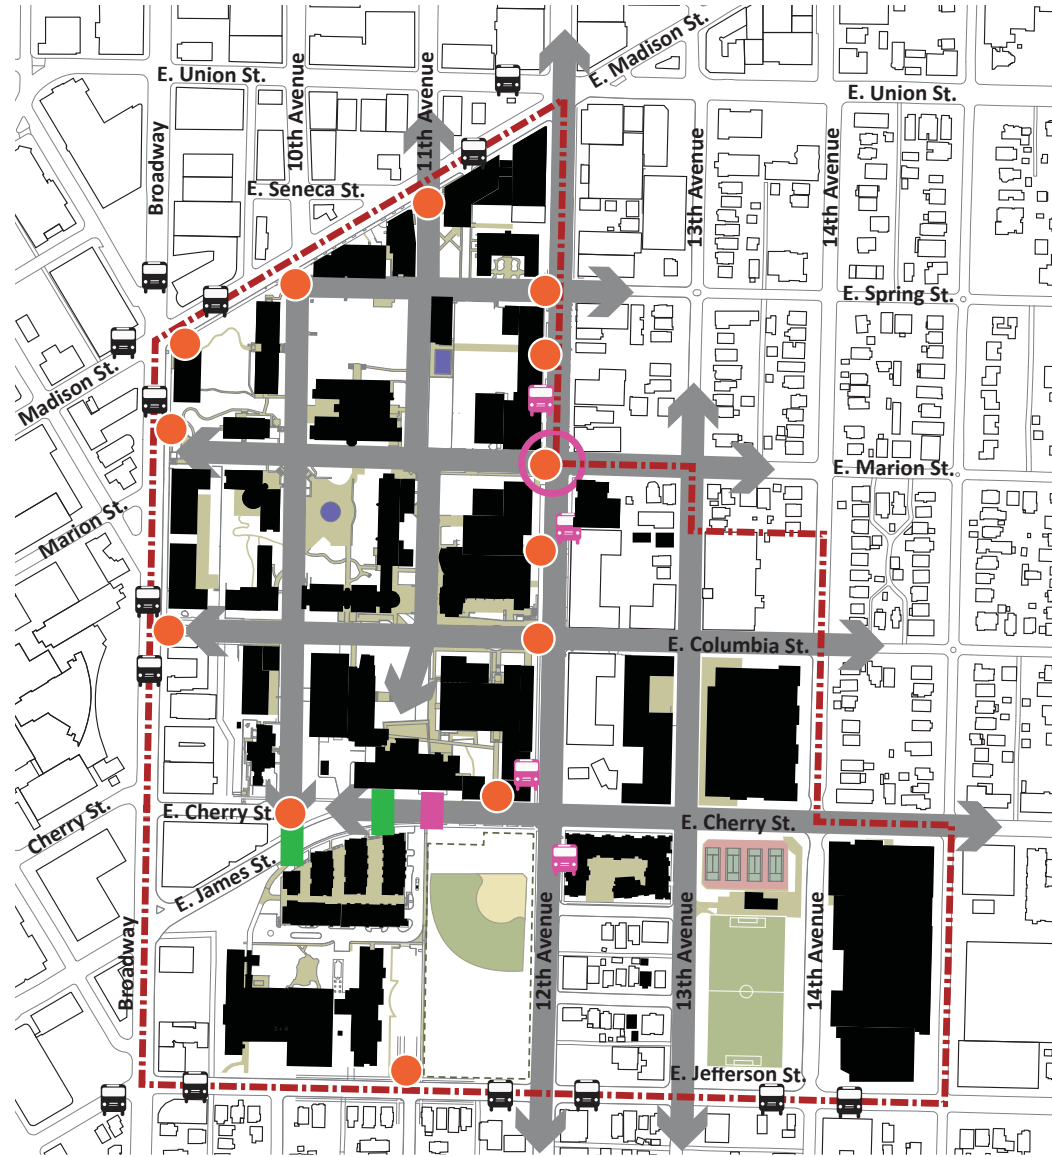 E. Madison St.
E. Union St.
10th Avenue
11th Avenue
E. Union St.
Broadway
13th Avenue
14th Avenue
E. Seneca St.
E. Spring St.
Madison St.
E. Marion St.
Marion St.
E. Columbia St.
Cherry St.
E. Cherry St.
E. Cherry St.
E. James St.
Broadway
12th Avenue
13th Avenue
14th Avenue
E. Jefferson St.